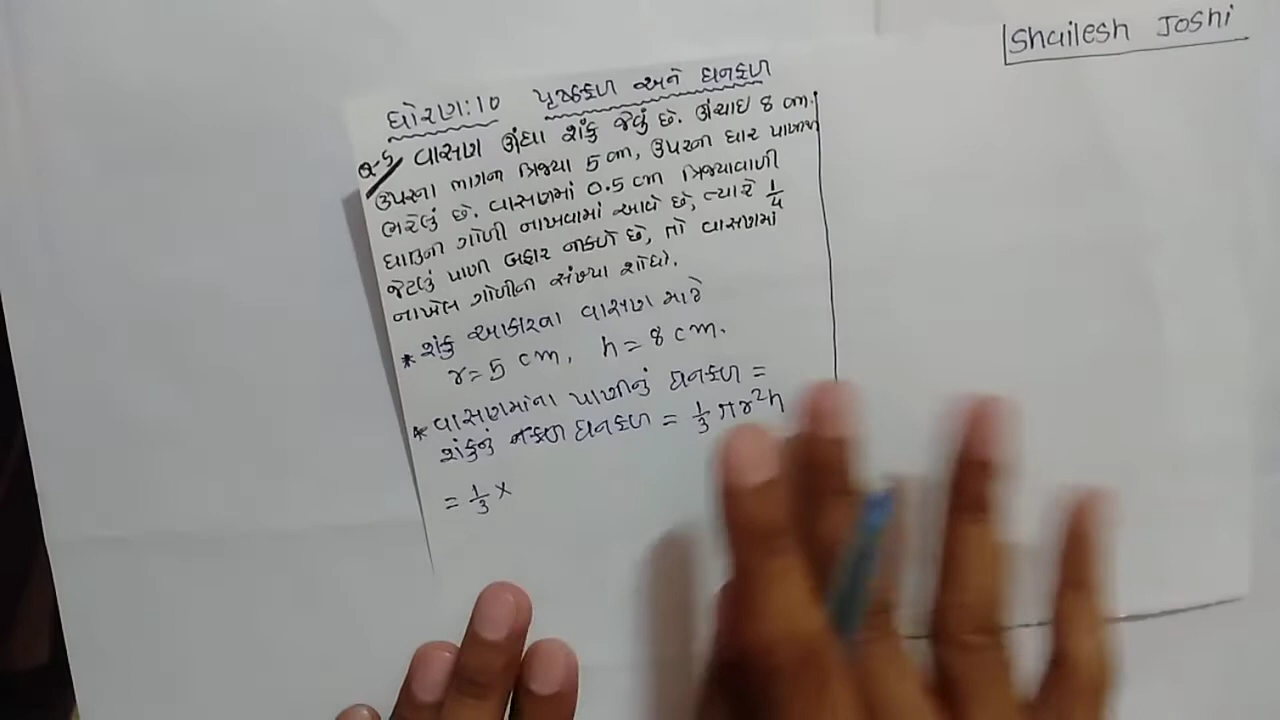 Shailesh Joshi
ધોરણ:10 પૃષ્ઠફળ અને ઘનફળ
Q-5 વાસણ ઊંધા શંકુ જેવું છે. ઊંચાઇ 8 cm.
ઉપરના ભાગના ત્રિજ્યા 5 cm, ઉપરની ધાર પાણીથી
ભરેલું છે. વાસણમાં 0.5 cm ત્રિજ્યાવાળી
ધાતુની ગોળી નાખવામાં આવે છે, ત્યારે 1/4
જેટલું પાણી બહાર નીકળે છે, તો વાસણમાં
નાખેલ ગોળીની સંખ્યા શોધો.
* શંકુ આકારના વાસણ માટે
r = 5 cm, h = 8 cm.
* વાસણમાંના પાણીનું ઘનફળ =
શંકુનું ઘનફળ = 1/3 πr²h
= 1/3 ×